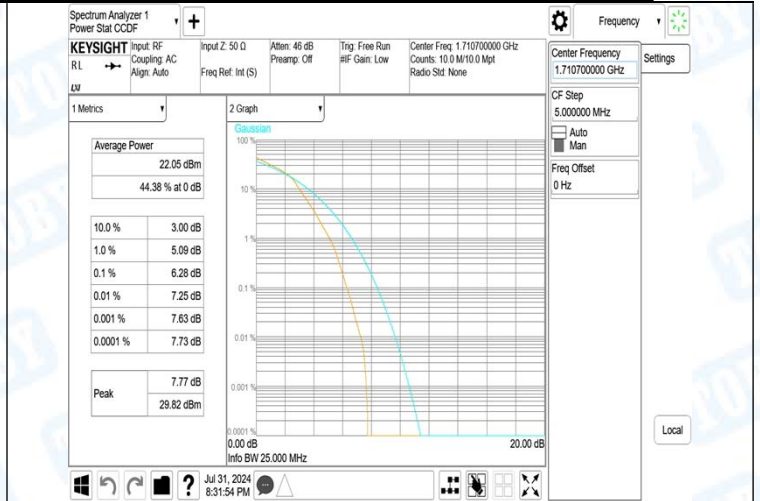 Spectrum Analyzer 1
Power Stat CCDF
Frequency
KEYSIGHT
RL
Input: RF
Coupling: AC
Align: Auto
Input Z: 50 Ω
Freq Ref: Int (S)
Atten: 46 dB
Preamp: Off
Trig: Free Run
#IF Gain: Low
Center Freq: 1.710700000 GHz
Counts: 10.0 M/10.0 Mpt
Radio Std: None
Center Frequency
1.710700000 GHz
Settings
CF Step
5.000000 MHz
Auto
Man
Freq Offset
0 Hz
1 Metrics
2 Graph
Average Power
22.05 dBm
44.38 % at 0 dB
10.0 % 3.00 dB
1.0 % 5.09 dB
0.1 % 6.28 dB
0.01 % 7.25 dB
0.001 % 7.63 dB
0.0001 % 7.73 dB
Peak
7.77 dB
29.82 dBm
Gaussian
100 %
10 %
1 %
0.1 %
0.01 %
0.001 %
0.0001 %
0.00 dB 20.00 dB
Info BW 25.000 MHz
Local
?
Jul 31, 2024
8:31:54 PM